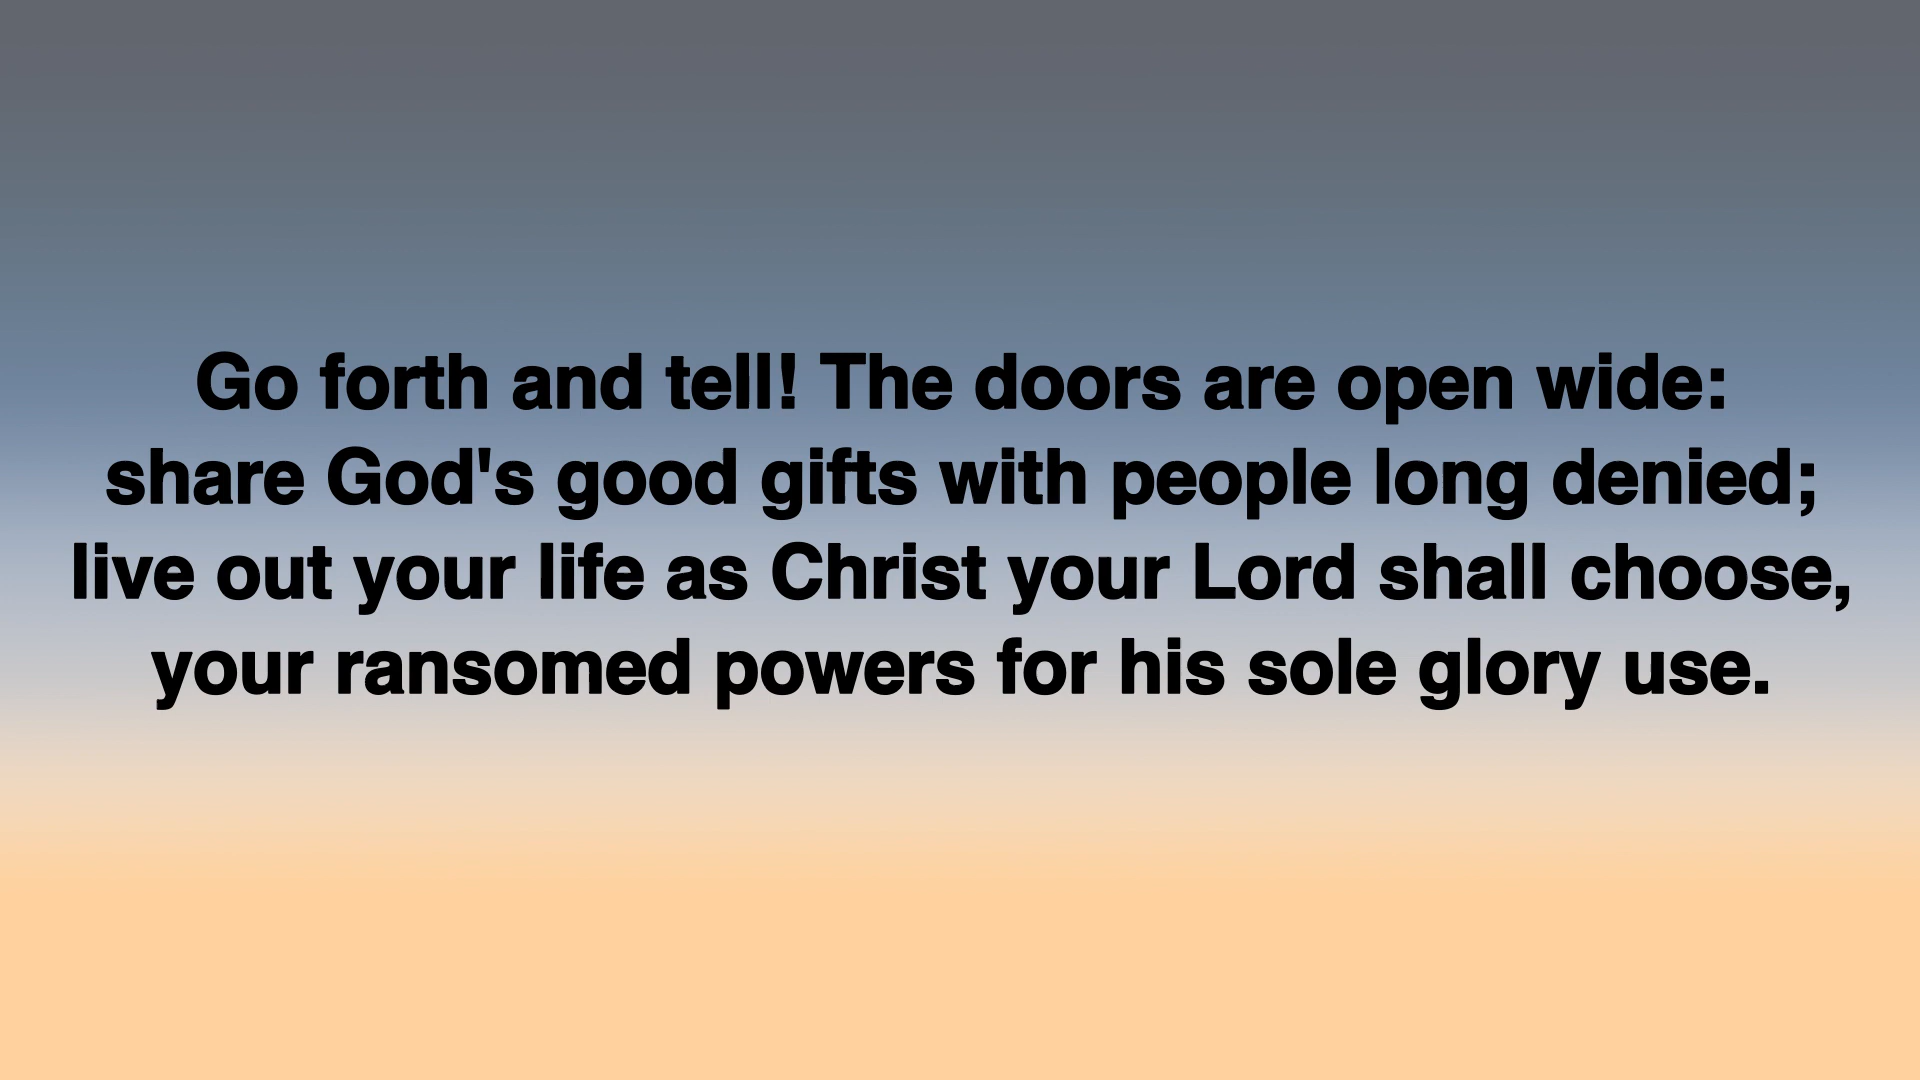 Go forth and tell! The doors are open wide:
share God's good gifts with people long denied;
live out your life as Christ your Lord shall choose,
your ransomed powers for his sole glory use.